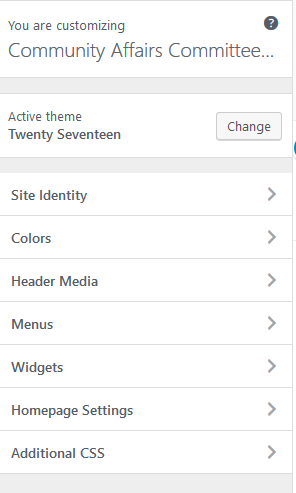 You are customizing
?
Community Affairs Committee...
Active theme
Twenty Seventeen
Change
Site Identity
Colors
Header Media
Menus
Widgets
Homepage Settings
Additional CSS